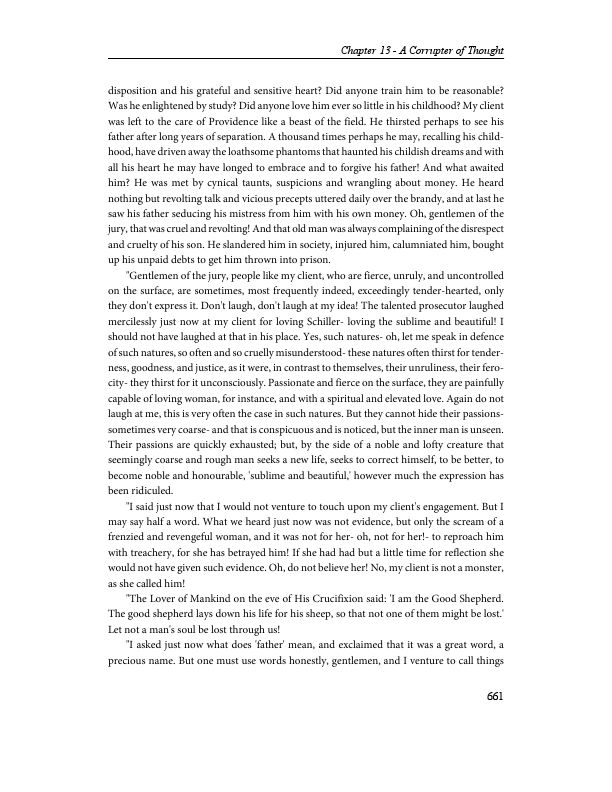 Chapter 13 - A Corrupter of Thought
disposition and his grateful and sensitive heart? Did anyone train him to be reasonable?
Was he enlightened by study? Did anyone love him ever so little in his childhood? My client
was left to the care of Providence like a beast of the field. He thirsted perhaps to see his
father after long years of separation. A thousand times perhaps he may, recalling his child-
hood, have driven away the loathsome phantoms that haunted his childish dreams and with
all his heart he may have longed to embrace and to forgive his father! And what awaited
him? He was met by cynical taunts, suspicions and wrangling about money. He heard
nothing but revolting talk and vicious precepts uttered daily over the brandy, and at last he
saw his father seducing his mistress from him with his own money. Oh, gentlemen of the
jury, that was cruel and revolting! And that old man was always complaining of the disrespect
and cruelty of his son. He slandered him in society, injured him, calumniated him, bought
up his unpaid debts to get him thrown into prison.
"Gentlemen of the jury, people like my client, who are fierce, unruly, and uncontrolled
on the surface, are sometimes, most frequently indeed, exceedingly tender-hearted, only
they don't express it. Don't laugh, don't laugh at my idea! The talented prosecutor laughed
mercilessly just now at my client for loving Schiller- loving the sublime and beautiful! I
should not have laughed at that in his place. Yes, such natures- oh, let me speak in defence
of such natures, so often and so cruelly misunderstood- these natures often thirst for tender-
ness, goodness, and justice, as it were, in contrast to themselves, their unruliness, their fero-
city- they thirst for it unconsciously. Passionate and fierce on the surface, they are painfully
capable of loving woman, for instance, and with a spiritual and elevated love. Again do not
laugh at me, this is very often the case in such natures. But they cannot hide their passions-
sometimes very coarse- and that is conspicuous and is noticed, but the inner man is unseen.
Their passions are quickly exhausted; but, by the side of a noble and lofty creature that
seemingly coarse and rough man seeks a new life, seeks to correct himself, to be better, to
become noble and honourable, 'sublime and beautiful,' however much the expression has
been ridiculed.
"I said just now that I would not venture to touch upon my client's engagement. But I
may say half a word. What we heard just now was not evidence, but only the scream of a
frenzied and revengeful woman, and it was not for her- oh, not for her!- to reproach him
with treachery, for she has betrayed him! If she had had but a little time for reflection she
would not have given such evidence. Oh, do not believe her! No, my client is not a monster,
as she called him!
"The Lover of Mankind on the eve of His Crucifixion said: 'I am the Good Shepherd.
The good shepherd lays down his life for his sheep, so that not one of them might be lost.'
Let not a man's soul be lost through us!
"I asked just now what does 'father' mean, and exclaimed that it was a great word, a
precious name. But one must use words honestly, gentlemen, and I venture to call things
661